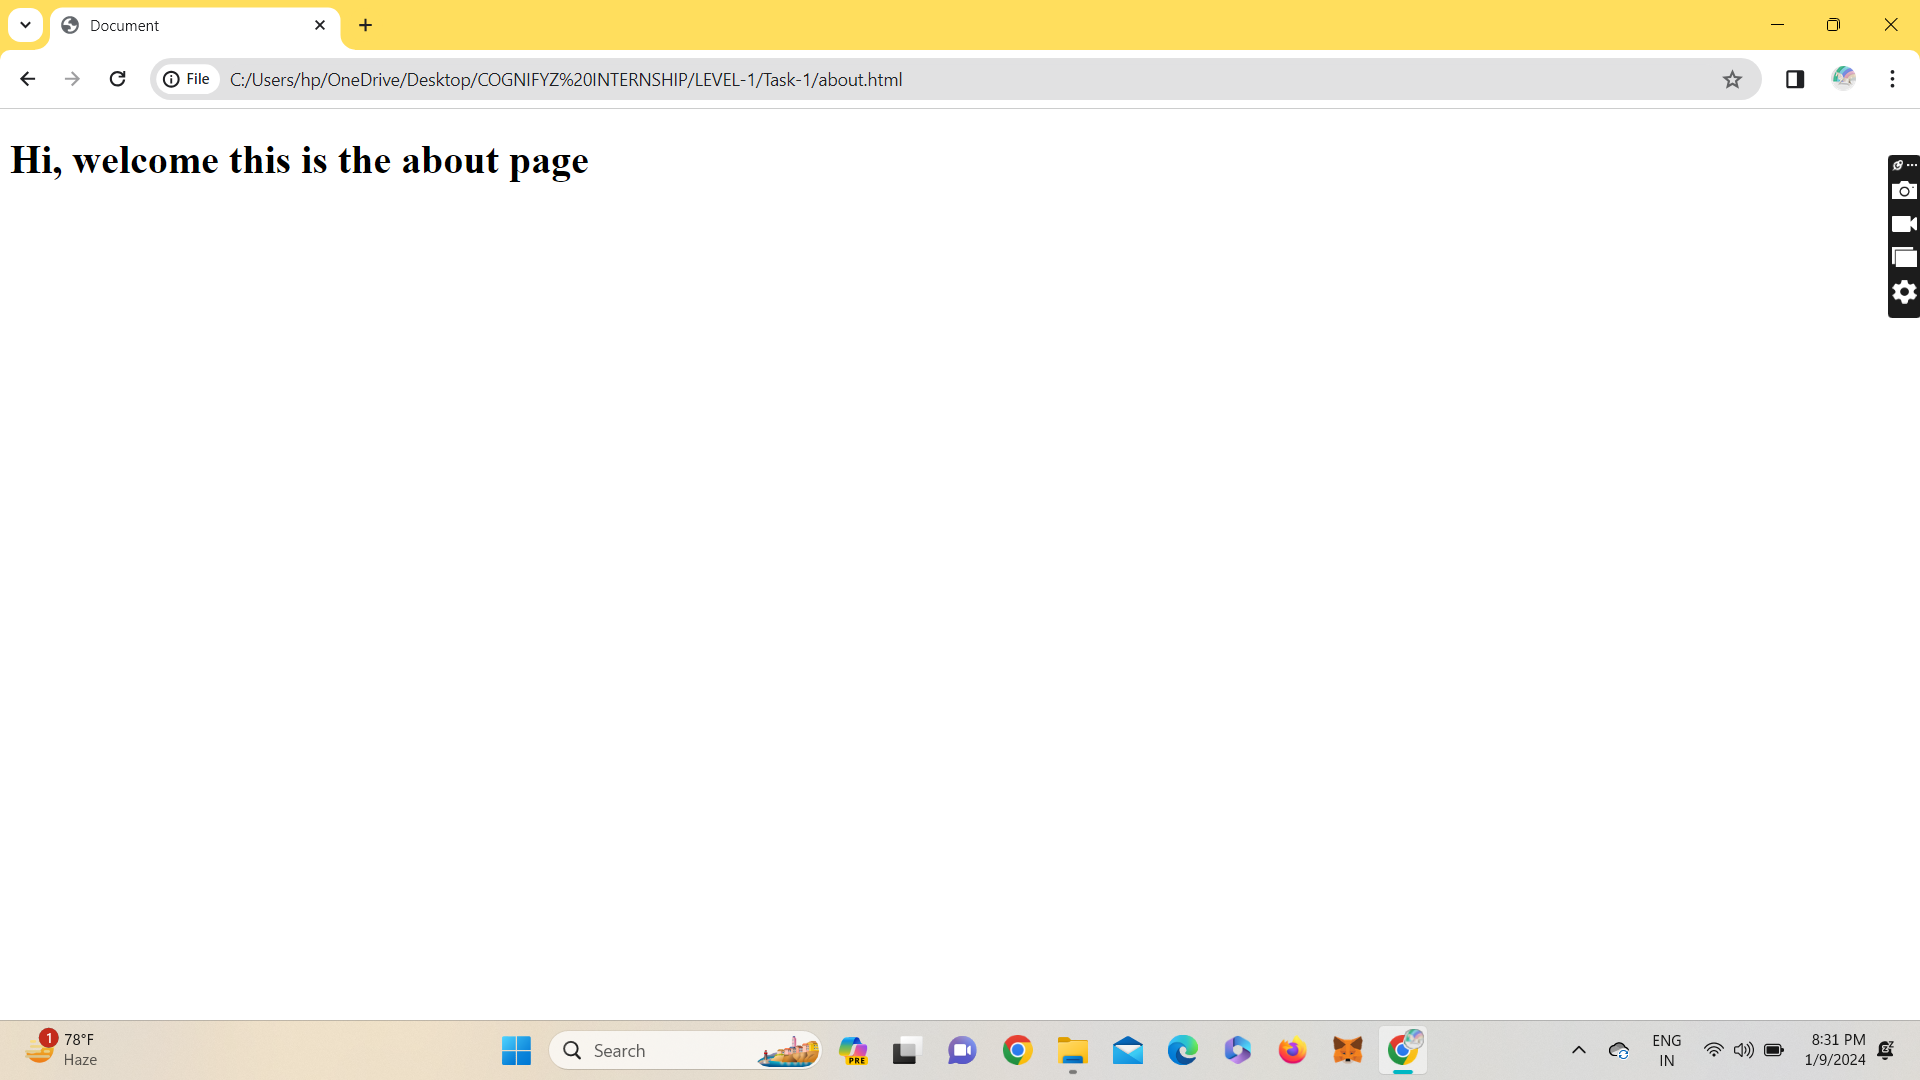 Document
File
C:/Users/hp/OneDrive/Desktop/COGNIFYZ%20INTERNSHIP/LEVEL-1/Task-1/about.html
Hi, welcome this is the about page
1
78°F
Haze
Search
PRE
ENG
IN
8:31 PM
1/9/2024